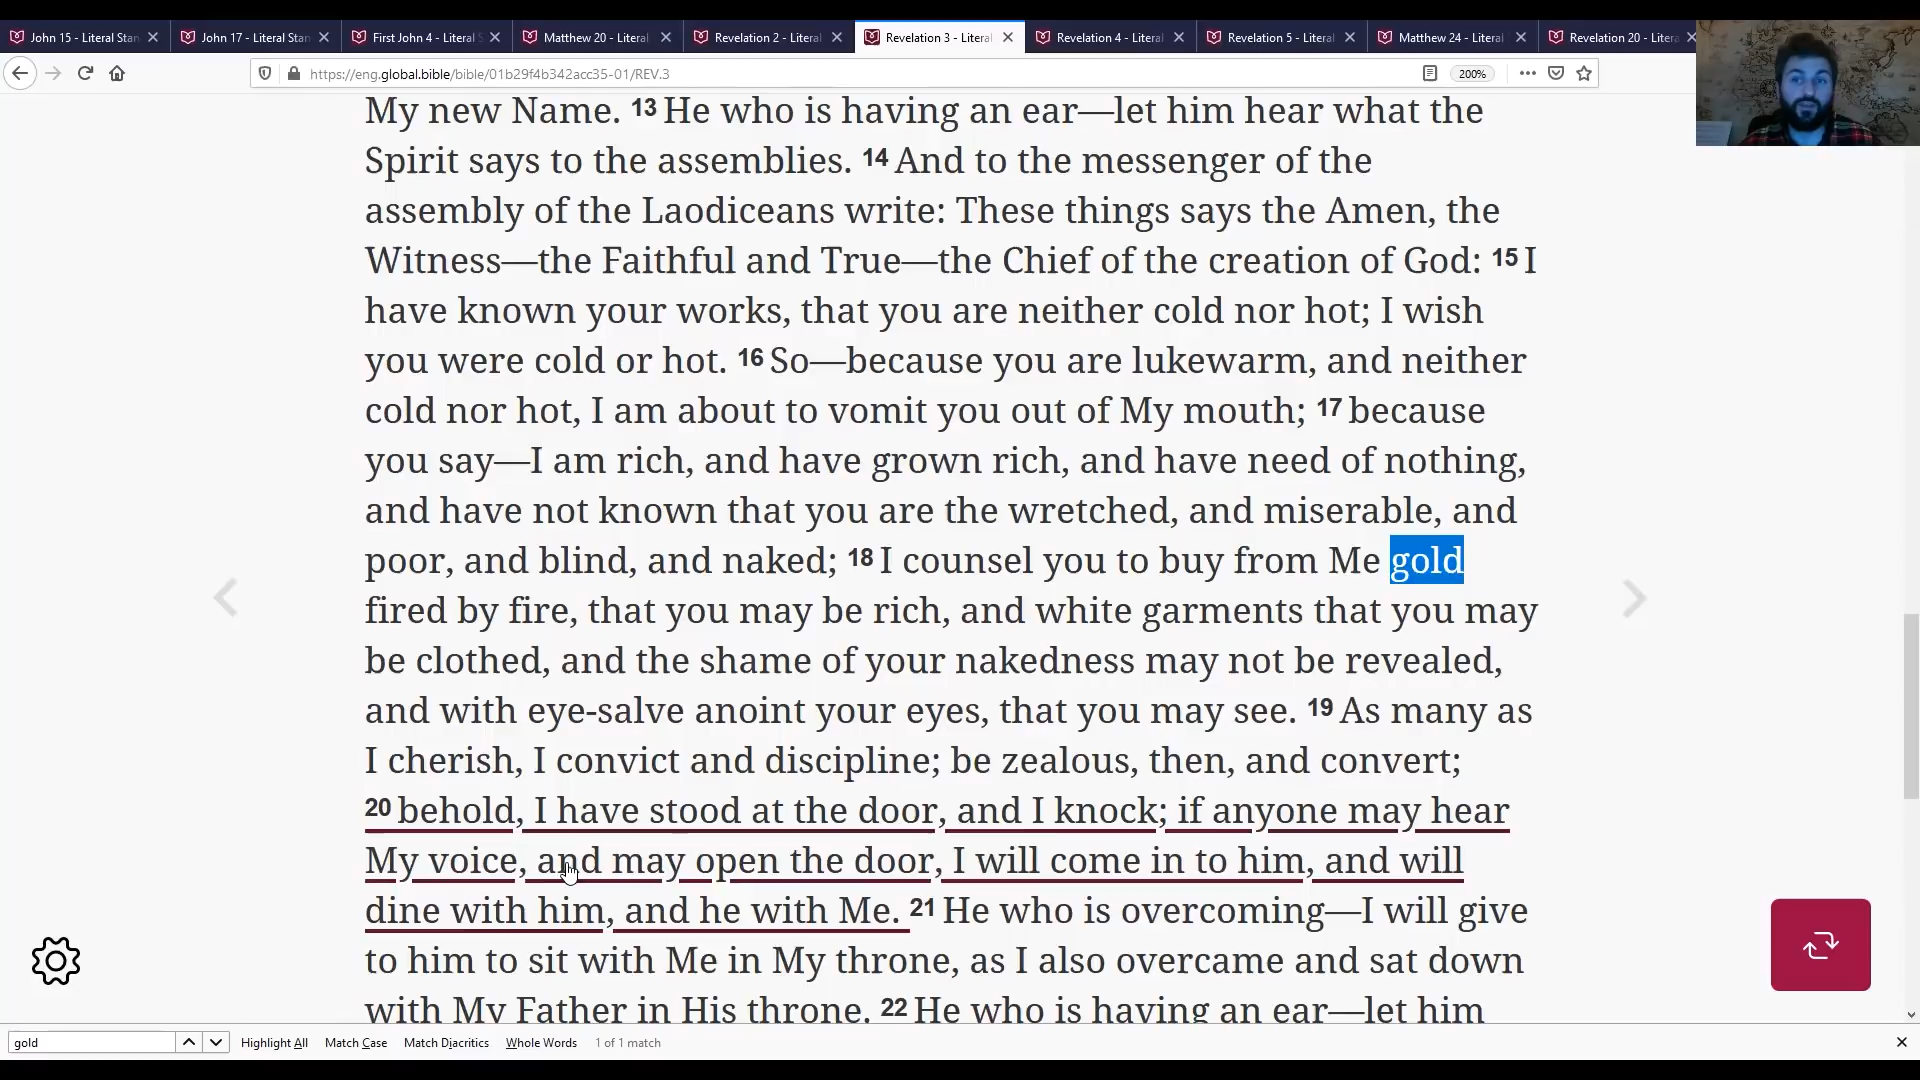 John 15 - Literal Stan
John 17 - Literal Stan
First John 4 - Literal S
Matthew 20 - Literal
Revelation 2 - Literal
Revelation 3 - Literal
Revelation 4 - Literal
Revelation 5 - Literal
Matthew 24 - Literal
Revelation 20 - Litera
https://eng.global.bible/bible/01b29f4b342acc35-01/REV.3
200%
My new Name. 13 He who is having an ear—let him hear what the
Spirit says to the assemblies. 14 And to the messenger of the
assembly of the Laodiceans write: These things says the Amen, the
Witness—the Faithful and True—the Chief of the creation of God: 15 I
have known your works, that you are neither cold nor hot; I wish
you were cold or hot. 16 So—because you are lukewarm, and neither
cold nor hot, I am about to vomit you out of My mouth; 17 because
you say—I am rich, and have grown rich, and have need of nothing,
and have not known that you are the wretched, and miserable, and
poor, and blind, and naked; 18 I counsel you to buy from Me gold
fired by fire, that you may be rich, and white garments that you may
be clothed, and the shame of your nakedness may not be revealed,
and with eye-salve anoint your eyes, that you may see. 19 As many as
I cherish, I convict and discipline; be zealous, then, and convert;
20 behold, I have stood at the door, and I knock; if anyone may hear
My voice, and may open the door, I will come in to him, and will
dine with him, and he with Me. 21 He who is overcoming—I will give
to him to sit with Me in My throne, as I also overcame and sat down
with My Father in His throne. 22 He who is having an ear—let him
gold
Highlight All
Match Case
Match Diacritics
Whole Words
1 of 1 match